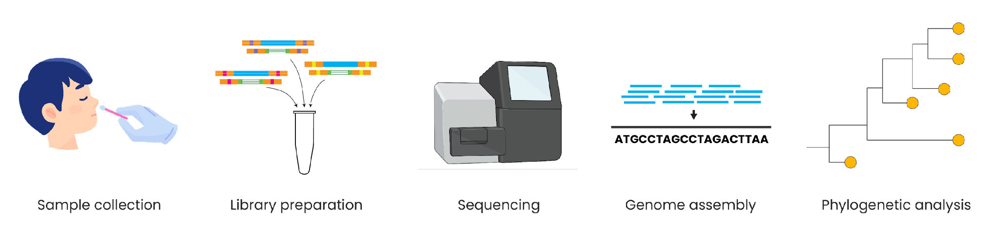 ATGCCTAGCCTAGACTTAA
Sample collection
Library preparation
Sequencing
Genome assembly
Phylogenetic analysis